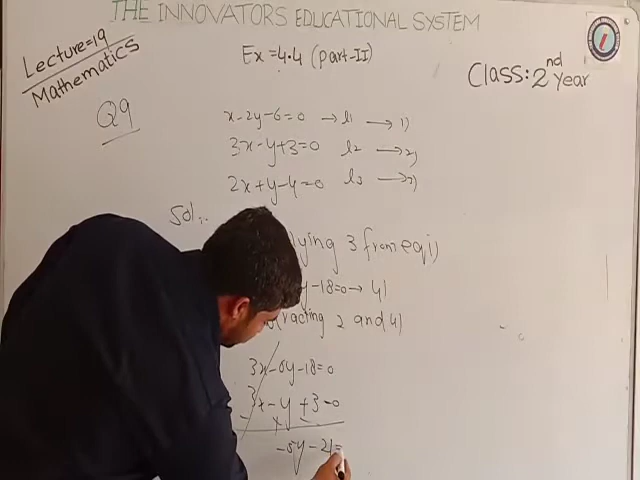 THE INNOVATORS EDUCATIONAL SYSTEM
Lecture=19
Mathematics
Ex=4.4 (part-II)
Class: 2nd year
Q9
x-2y-6=0 → l1 → 1)
3x-y+3=0 l2 → 2)
2x+y-4=0 l3 → 3)
Sol:.
lying 3 from eq 1)
y-18=0 → 4)
racting 2 and 4)
3x-6y-18=0
3x-y+3=0
-5y-21=